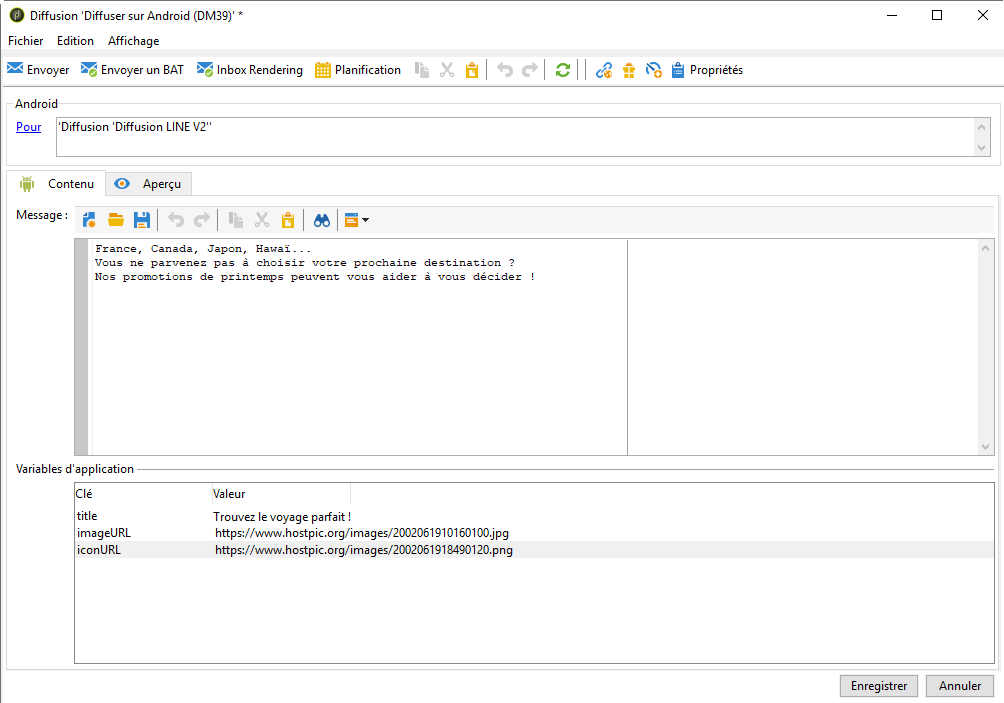 Diffusion 'Diffuser sur Android (DM39)' *
Fichier Edition Affichage
Envoyer Envoyer un BAT Inbox Rendering Planification Propriétés
Android
Pour 'Diffusion 'Diffusion LINE V2''
Contenu Aperçu
Message :
France, Canada, Japon, Hawaï...
Vous ne parvenez pas à choisir votre prochaine destination ?
Nos promotions de printemps peuvent vous aider à vous décider !
Variables d'application
Clé Valeur
title Trouvez le voyage parfait !
imageURL https://www.hostpic.org/images/2002061910160100.jpg
iconURL https://www.hostpic.org/images/2002061918490120.png
Enregistrer Annuler